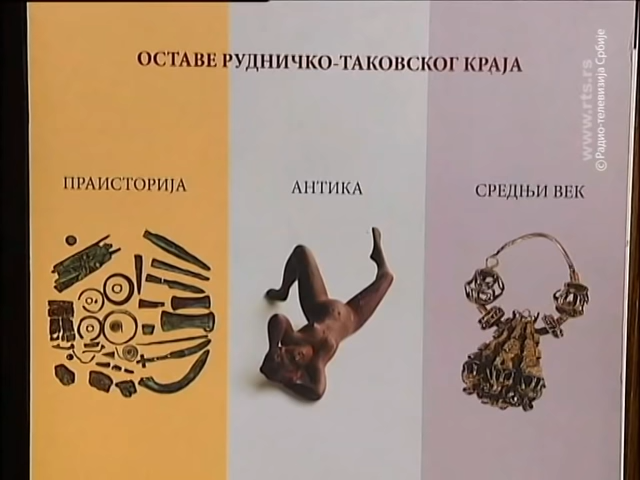 ОСТАВЕ РУДНИЧКО-ТАКОВСКОГ КРАЈА
ПРАИСТОРИЈА
АНТИКА
СРЕДЊИ ВЕК
www.rts.rs
© Радио-телевизија Србије